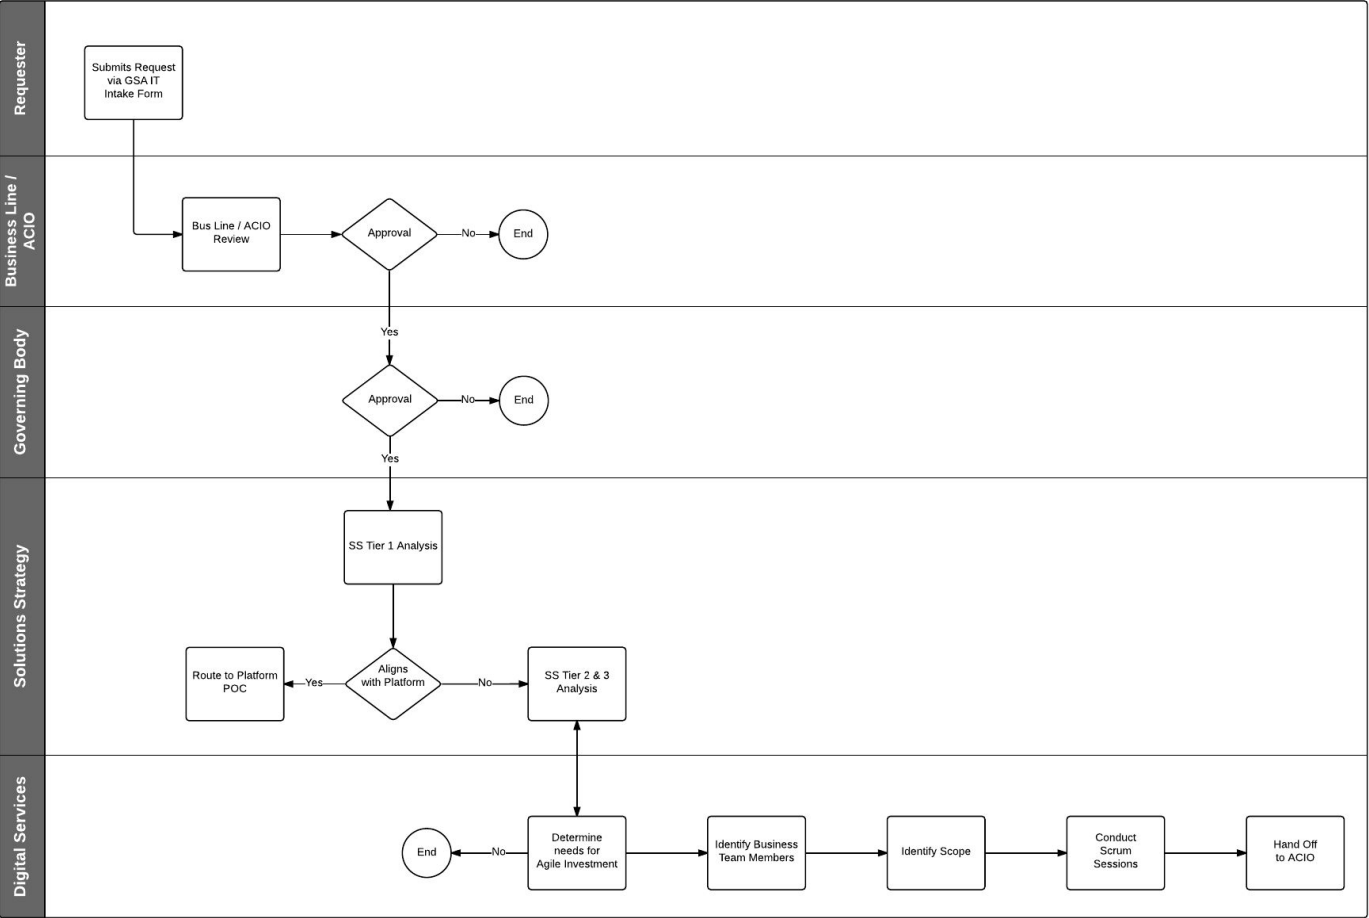 Requester
Submits Request
via GSA IT
Intake Form
Business Line /
ACIO
Bus Line / ACIO
Review
Approval
No
End
Yes
Governing Body
Approval
No
End
Yes
Solutions Strategy
SS Tier 1 Analysis
Route to Platform
POC
Yes
Aligns
with Platform
No
SS Tier 2 & 3
Analysis
Digital Services
End
No
Determine
needs for
Agile Investment
Identify Business
Team Members
Identify Scope
Conduct
Scrum
Sessions
Hand Off
to ACIO